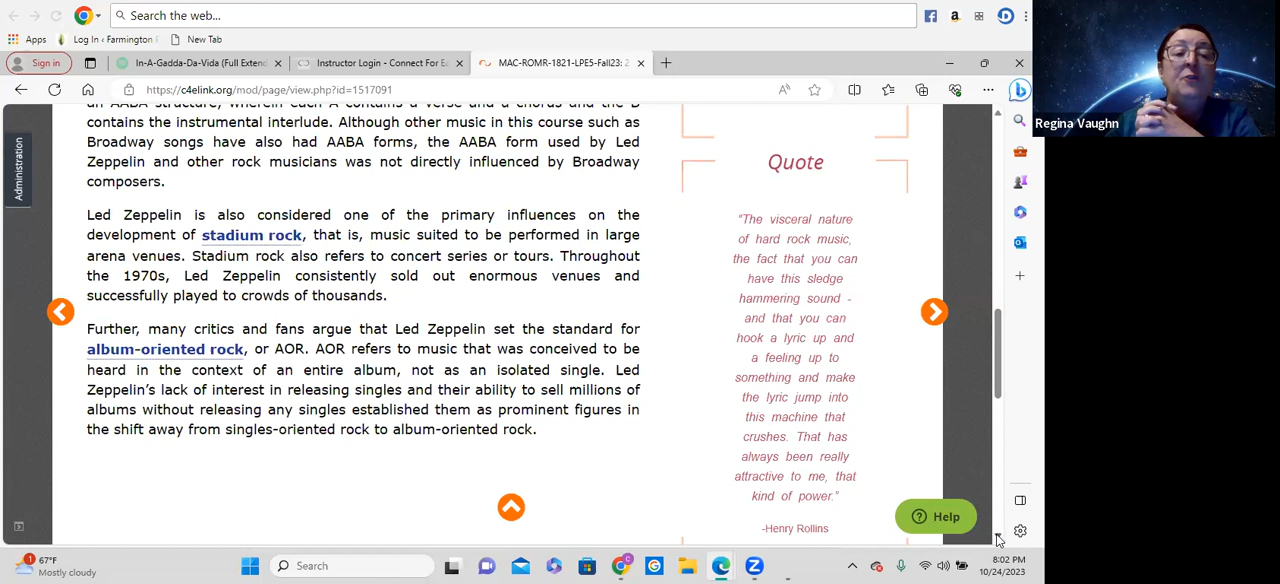 Search the web...
Apps
Log In ‹ Farmington
New Tab
Sign in
In-A-Gadda-Da-Vida (Full Extend
Instructor Login - Connect For Ed
MAC-ROMR-1821-LPE5-Fall23: 2
https://c4elink.org/mod/page/view.php?id=1517091
Regina Vaughn
Administration
an AABA structure, wherein each A contains a verse and a chorus and the B
contains the instrumental interlude. Although other music in this course such as
Broadway songs have also had AABA forms, the AABA form used by Led
Zeppelin and other rock musicians was not directly influenced by Broadway
composers.
Led Zeppelin is also considered one of the primary influences on the
development of stadium rock, that is, music suited to be performed in large
arena venues. Stadium rock also refers to concert series or tours. Throughout
the 1970s, Led Zeppelin consistently sold out enormous venues and
successfully played to crowds of thousands.
Further, many critics and fans argue that Led Zeppelin set the standard for
album-oriented rock, or AOR. AOR refers to music that was conceived to be
heard in the context of an entire album, not as an isolated single. Led
Zeppelin's lack of interest in releasing singles and their ability to sell millions of
albums without releasing any singles established them as prominent figures in
the shift away from singles-oriented rock to album-oriented rock.
Quote
"The visceral nature
of hard rock music,
the fact that you can
have this sledge
hammering sound -
and that you can
hook a lyric up and
a feeling up to
something and make
the lyric jump into
this machine that
crushes. That has
always been really
attractive to me, that
kind of power."
-Henry Rollins
Help
67°F
Mostly cloudy
Search
8:02 PM
10/24/2023